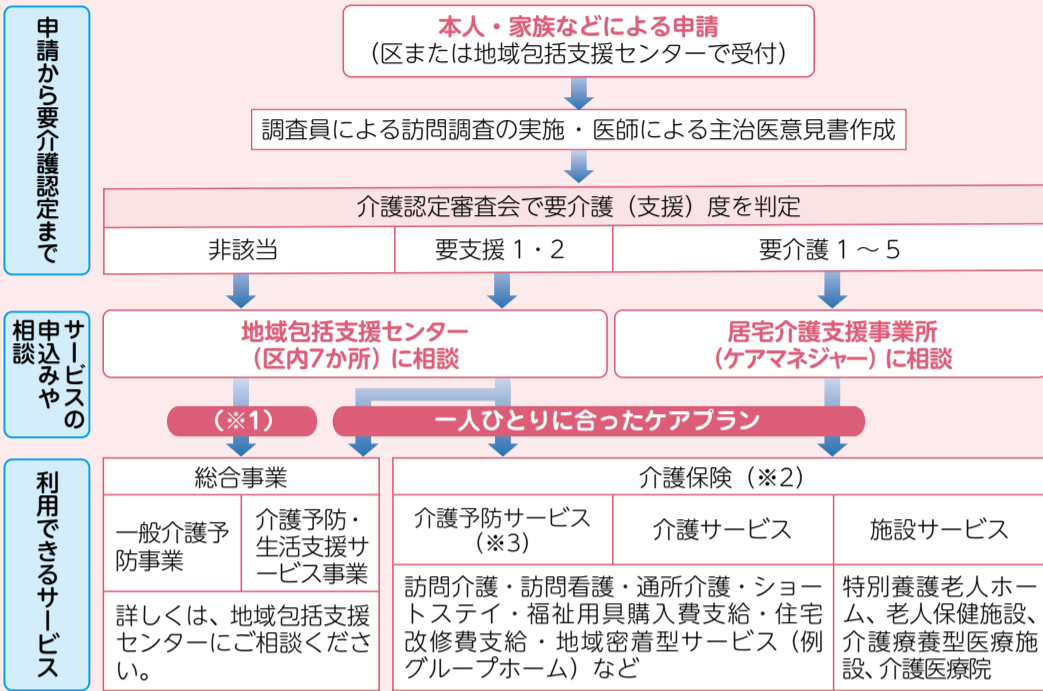 申請から要介護認定まで
本人・家族などによる申請
（区または地域包括支援センターで受付）
調査員による訪問調査の実施・医師による主治医意見書作成
介護認定審査会で要介護（支援）度を判定
非該当
要支援1・2
要介護1～5
サービスの
申込みや
相談
地域包括支援センター
（区内7か所）に相談
居宅介護支援事業所
（ケアマネジャー）に相談
（※1）
一人ひとりに合ったケアプラン
利用できるサービス
総合事業
一般介護予
防事業
介護予防・
生活支援サ
ービス事業
詳しくは、地域包括支援
センターにご相談くださ
い。
介護保険（※2）
介護予防サービス
（※3）
介護サービス
施設サービス
訪問介護・訪問看護・通所介護・ショー
トステイ・福祉用具購入費支給・住宅
改修費支給・地域密着型サービス（例
グループホーム）など
特別養護老人ホー
ム、老人保健施設、
介護療養型医療施
設、介護医療院